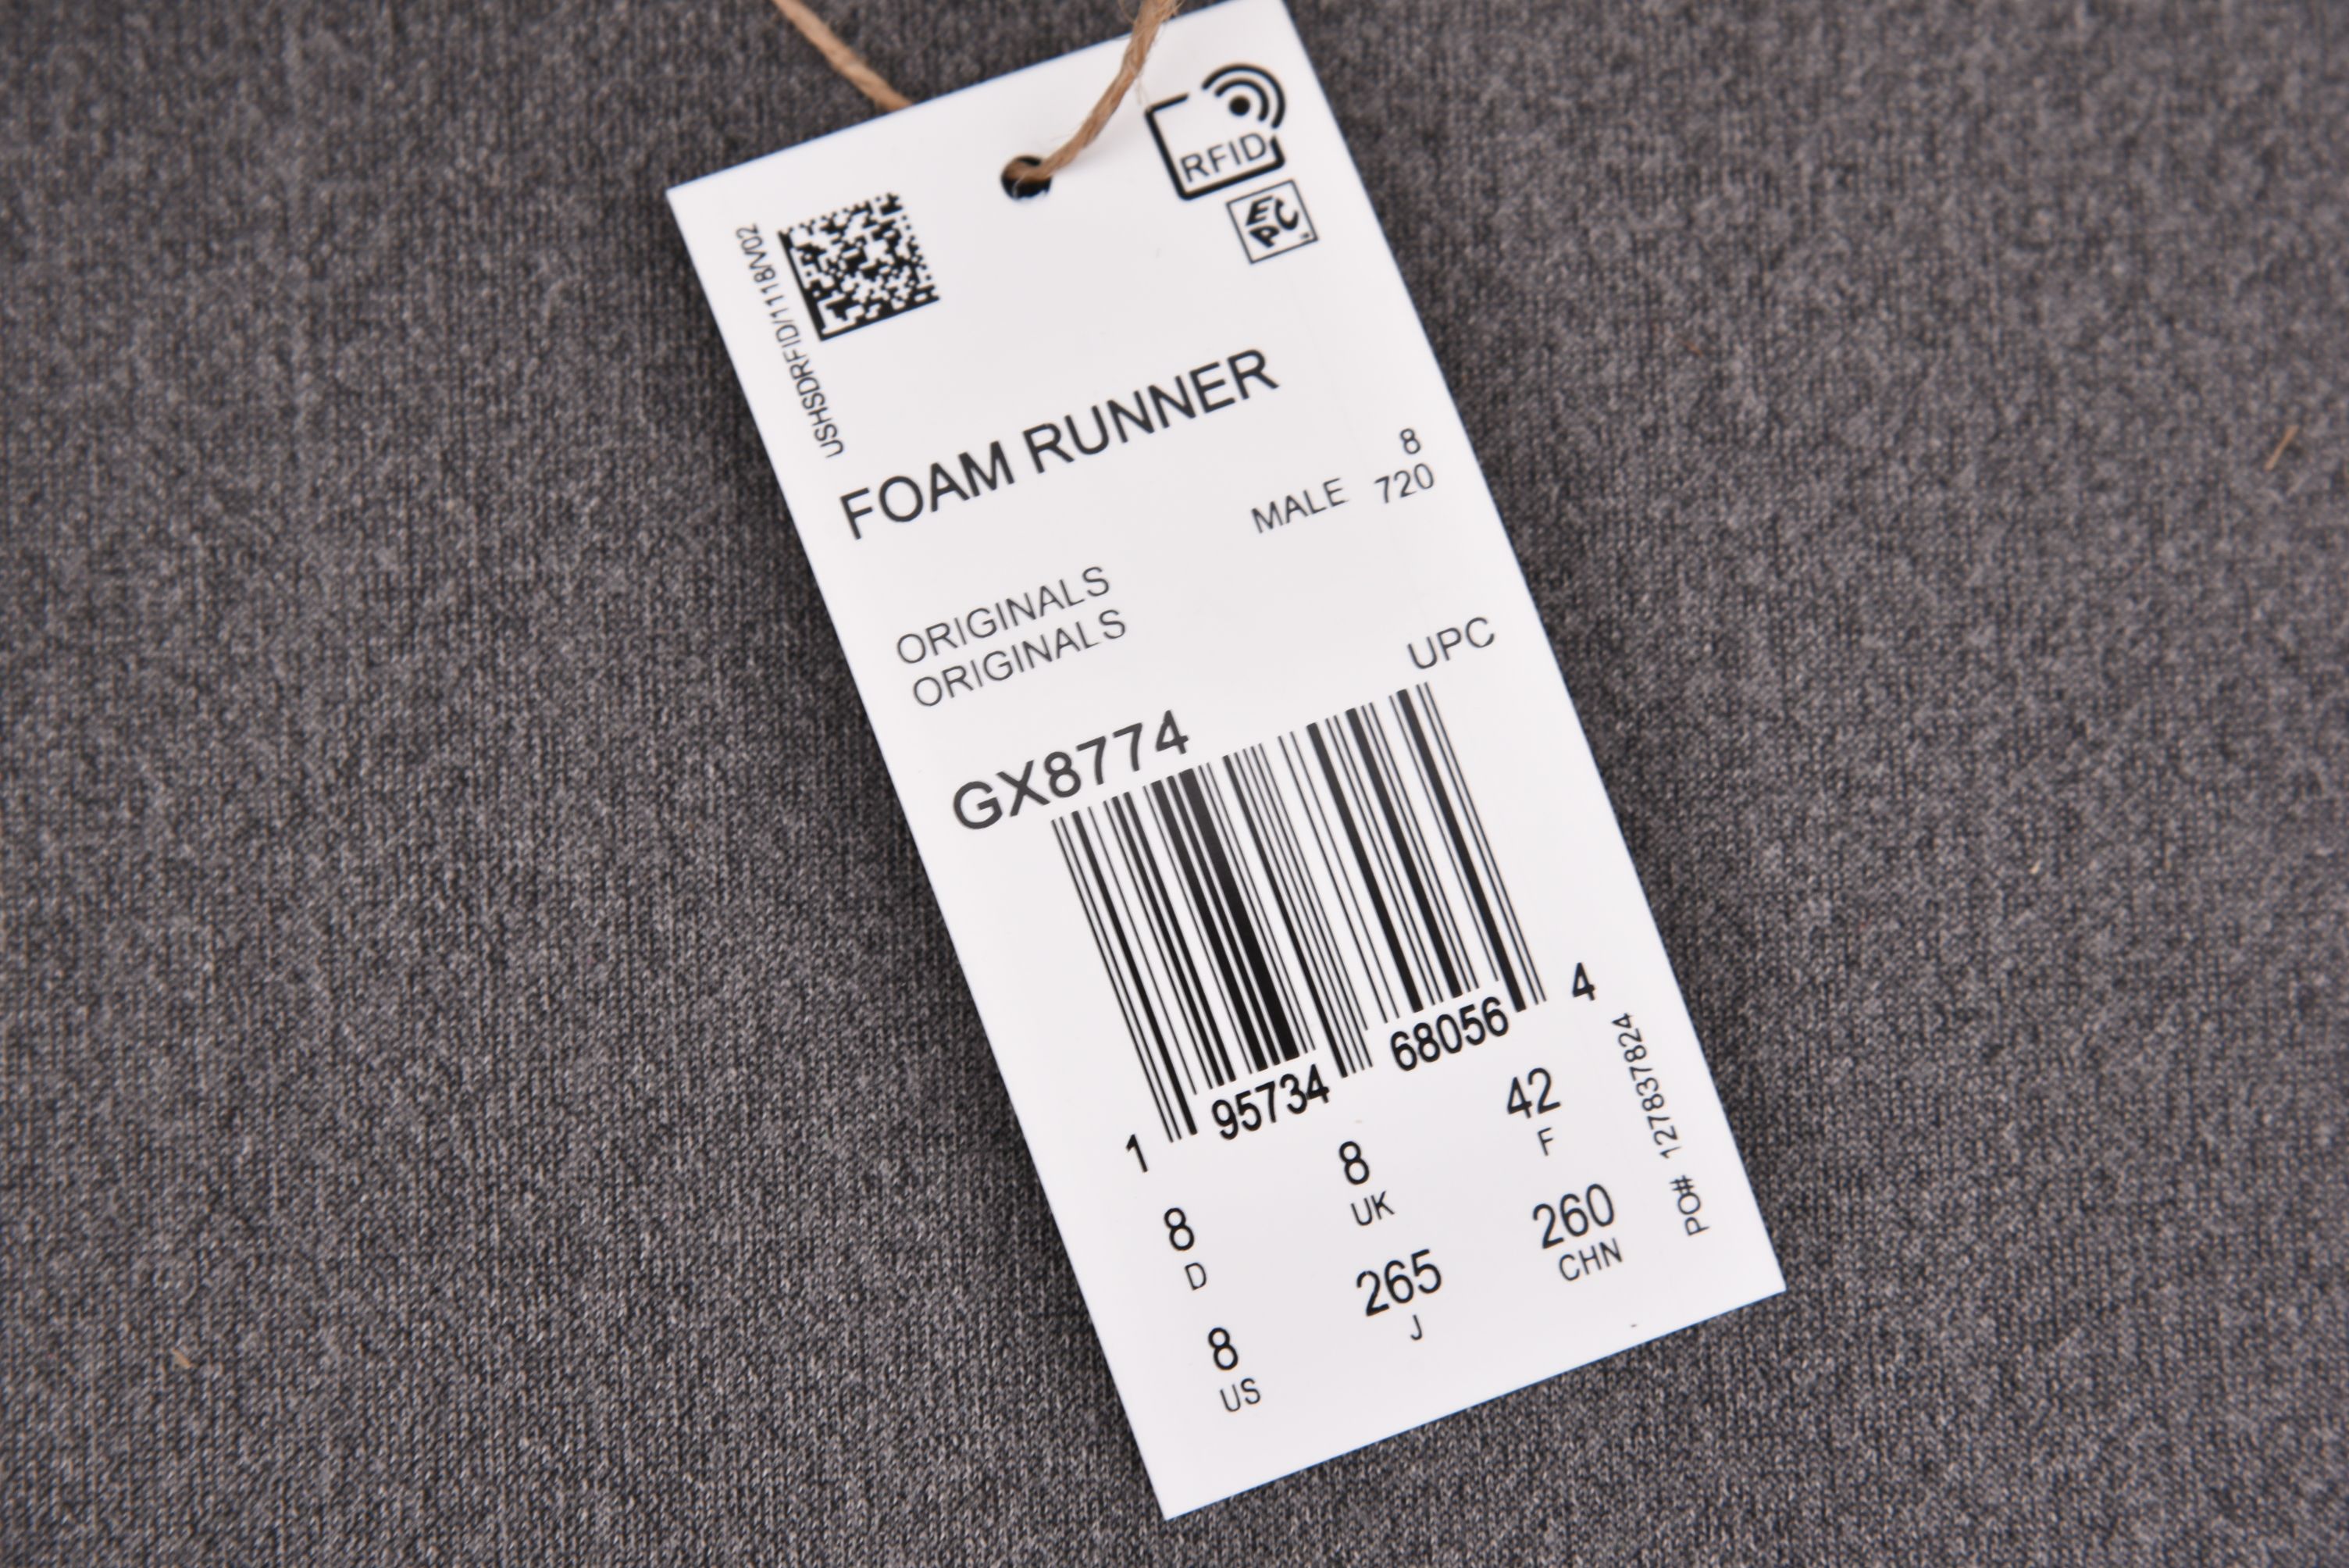 RFID
EPC
USHSDRFID/1118/V02
FOAM RUNNER
8
MALE 720
ORIGINALS
ORIGINALS
UPC
GX8774
1 95734 68056 4
8 8 42
D UK F
8 265 260
US J CHN
PO# 127837824